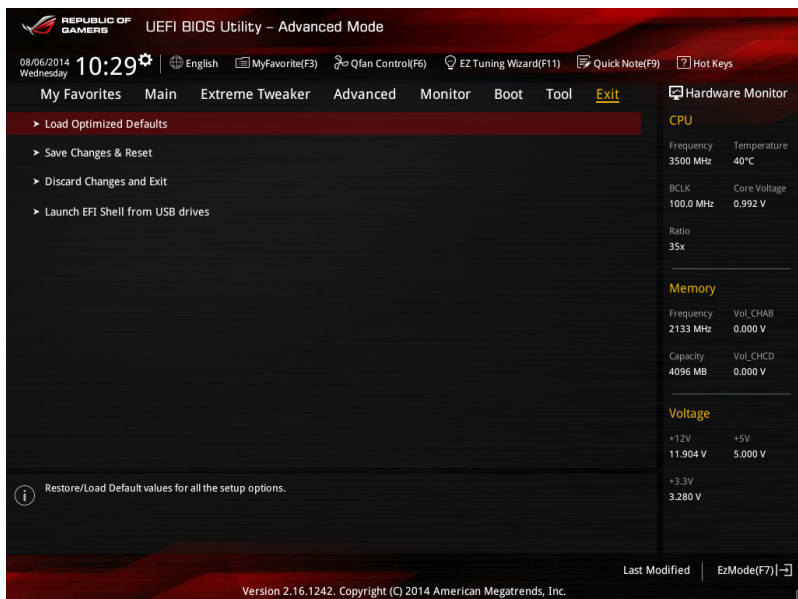 REPUBLIC OF
GAMERS
UEFI BIOS Utility – Advanced Mode
08/06/2014
Wednesday
10:29
English
MyFavorite(F3)
Qfan Control(F6)
EZ Tuning Wizard(F11)
Quick Note(F9)
? Hot Keys
My Favorites Main Extreme Tweaker Advanced Monitor Boot Tool Exit
Hardware Monitor
➤ Load Optimized Defaults
➤ Save Changes & Reset
➤ Discard Changes and Exit
➤ Launch EFI Shell from USB drives
CPU
Frequency Temperature
3500 MHz 40°C
BCLK Core Voltage
100.0 MHz 0.992 V
Ratio
35x
Memory
Frequency Vol_CHAB
2133 MHz 0.000 V
Capacity Vol_CHCD
4096 MB 0.000 V
Voltage
+12V +5V
11.904 V 5.000 V
+3.3V
3.280 V
i Restore/Load Default values for all the setup options.
Last Modified | EzMode(F7)
Version 2.16.1242. Copyright (C) 2014 American Megatrends, Inc.